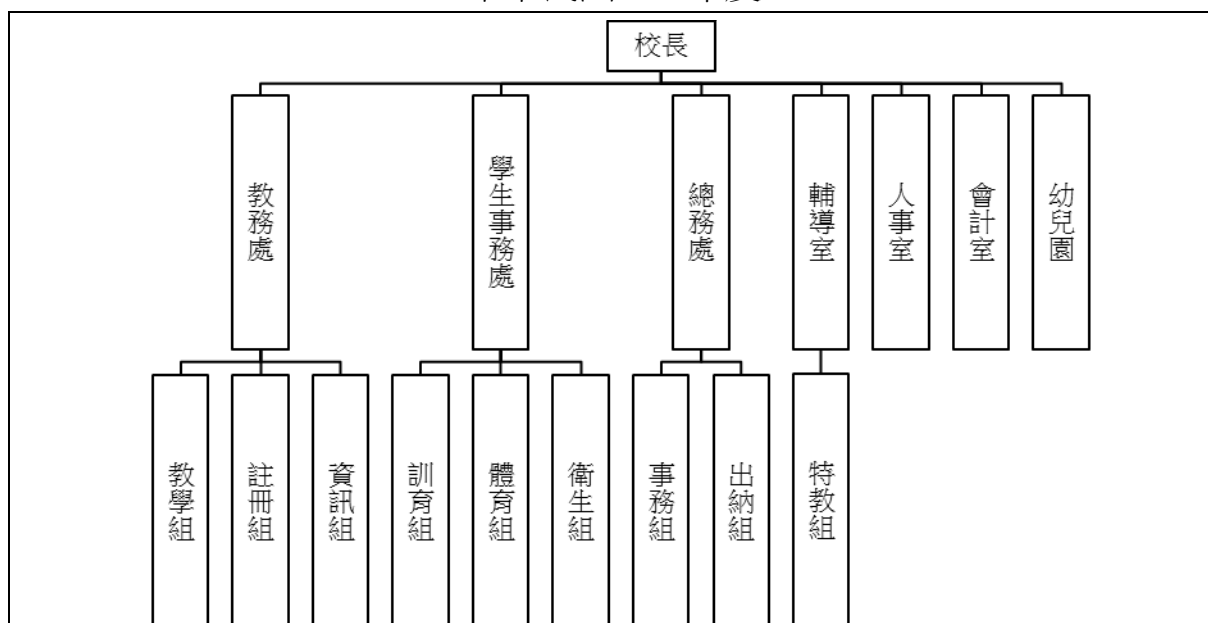 校長
教務處
學生事務處
總務處
輔導室
人事室
會計室
幼兒園
教學組
註冊組
資訊組
訓育組
體育組
衛生組
事務組
出納組
特教組